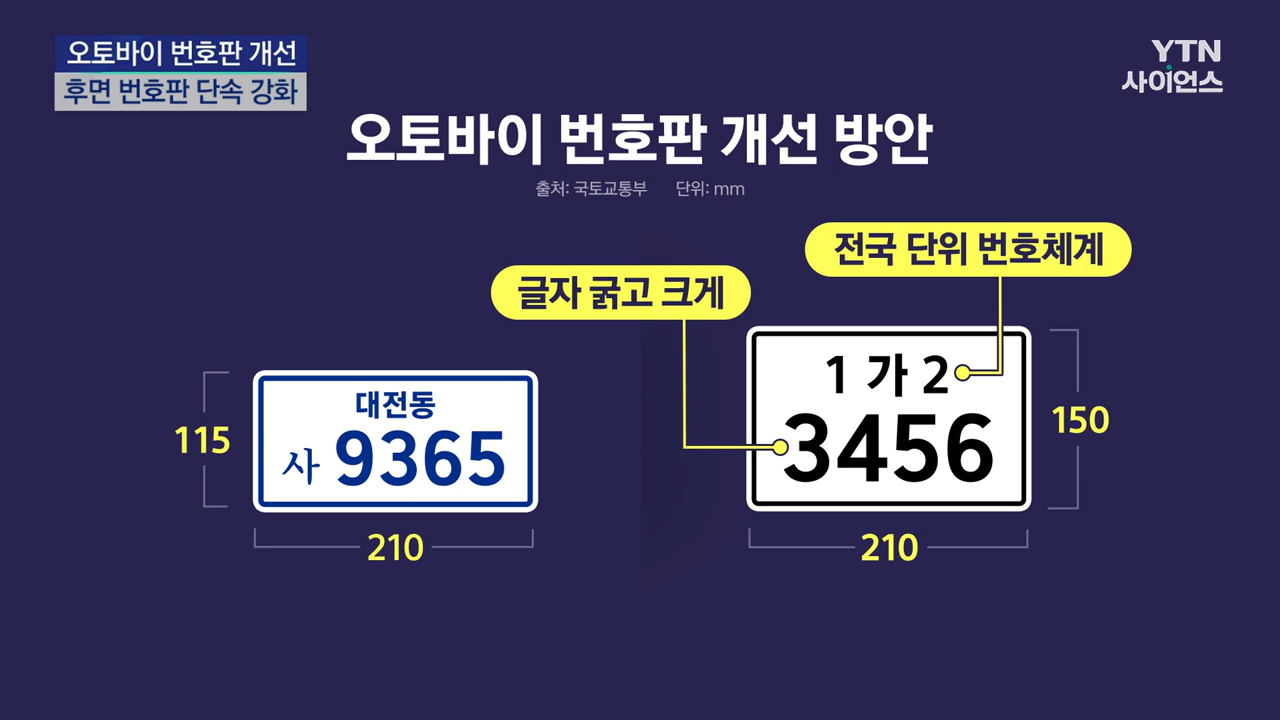 오토바이 번호판 개선
후면 번호판 단속 강화
YTN
사이언스
오토바이 번호판 개선 방안
출처: 국토교통부 단위: mm
전국 단위 번호체계
글자 굵고 크게
대전동
사 9365
115
210
1 가 2
3456
150
210